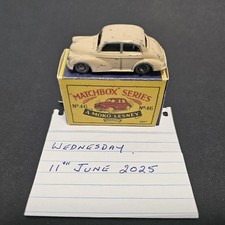 MATCHBOX SERIES
No 46 No 46
A MOKO LESNEY
WEDNESDAY
11TH JUNE 2025